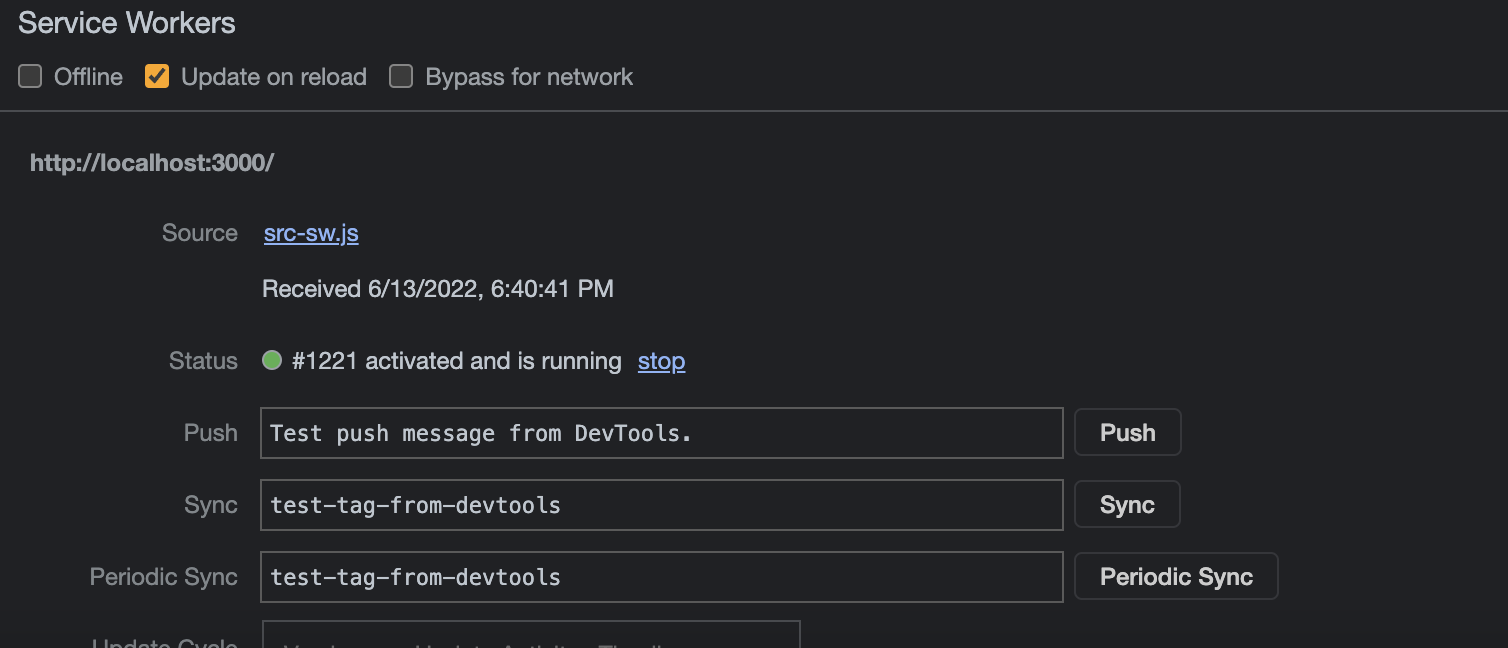 Service Workers
Offline Update on reload Bypass for network
http://localhost:3000/
Source src-sw.js
Received 6/13/2022, 6:40:41 PM
Status #1221 activated and is running stop
Push Test push message from DevTools. Push
Sync test-tag-from-devtools Sync
Periodic Sync test-tag-from-devtools Periodic Sync
Update Cycle